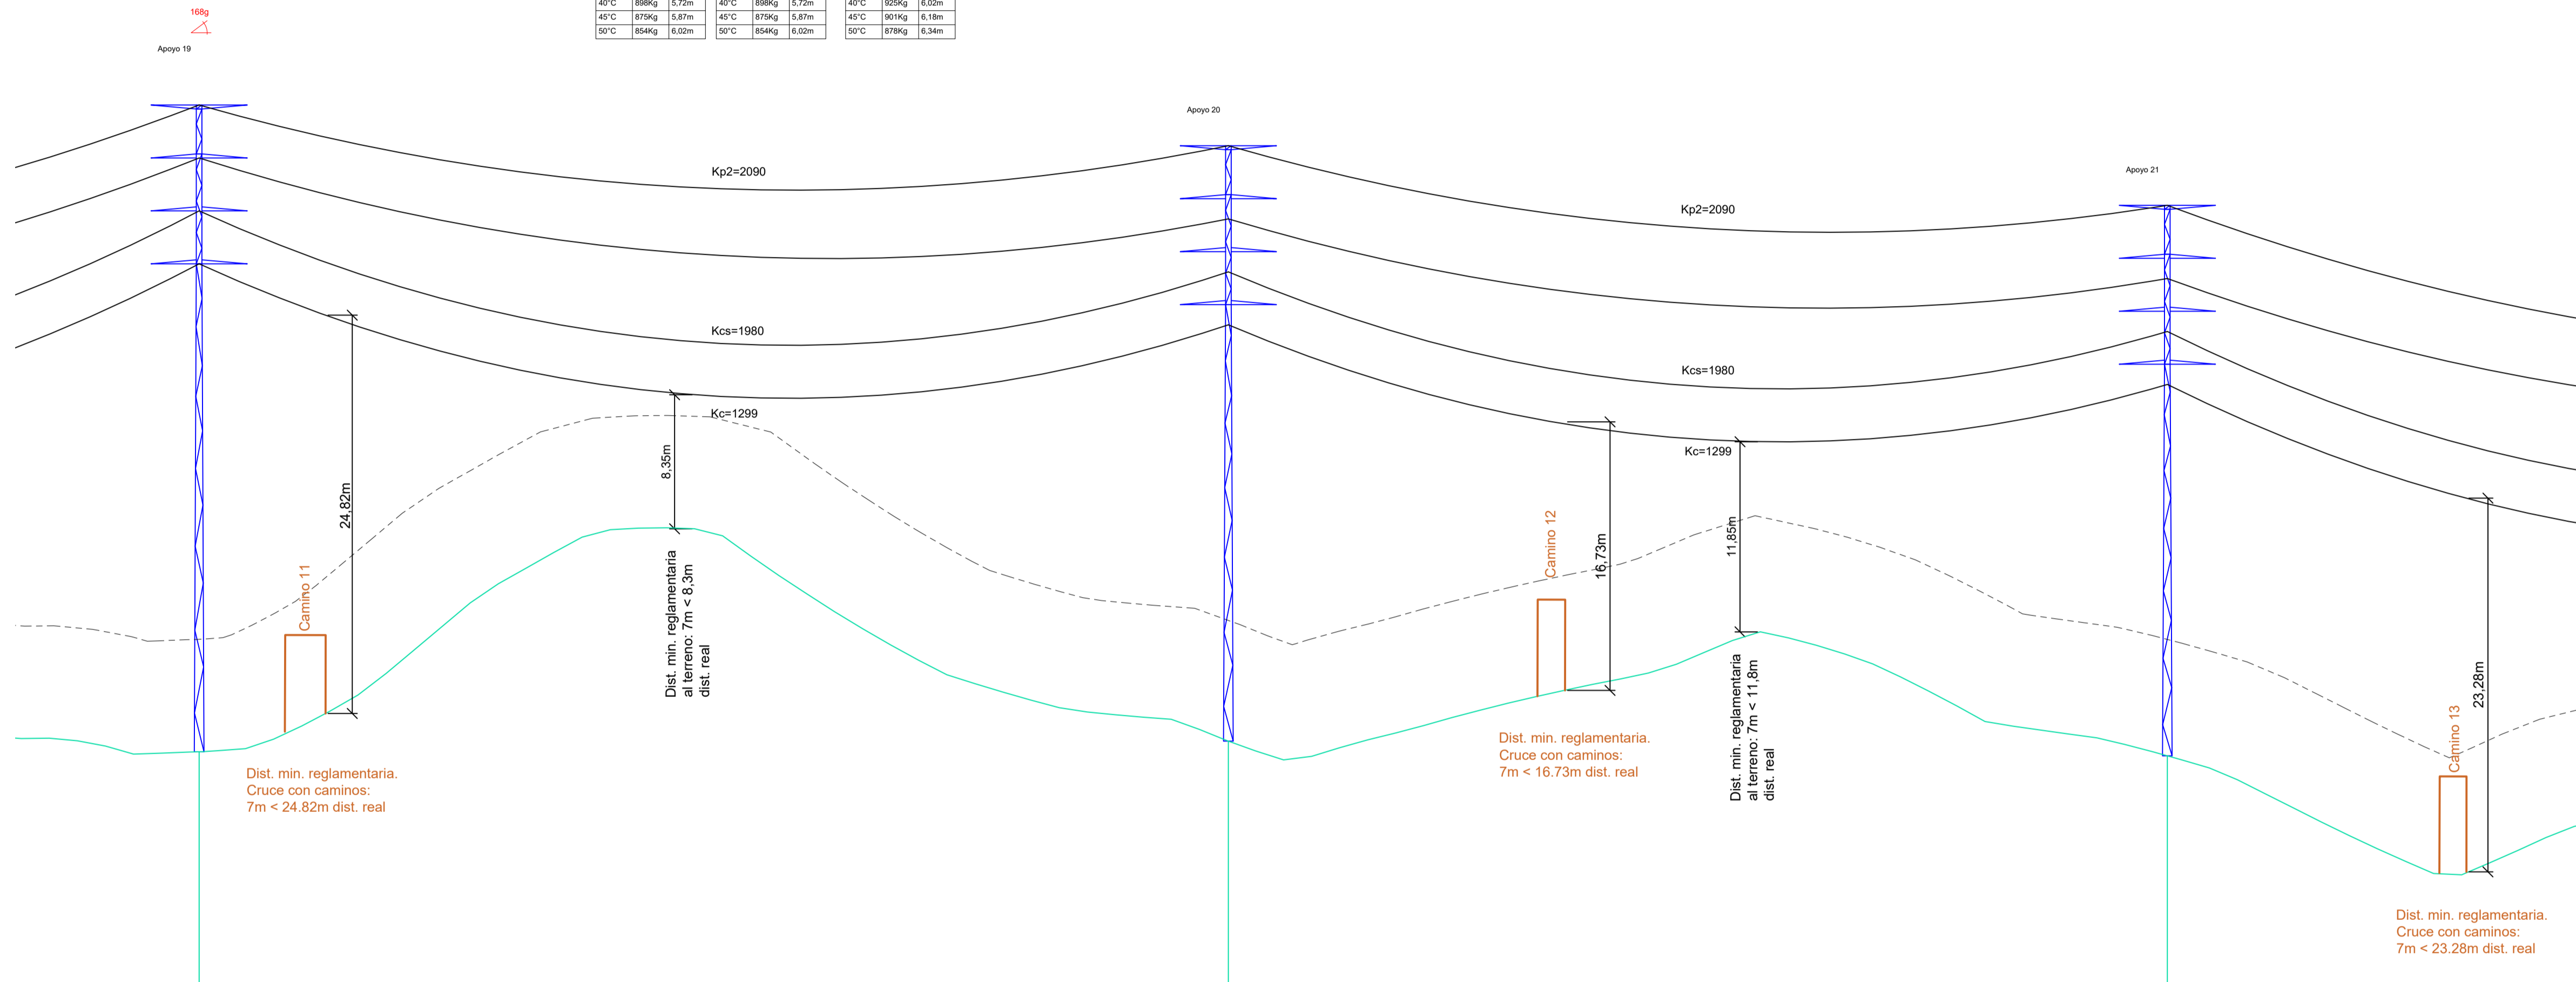 40°C 898Kg 5,72m 40°C 898Kg 5,72m 40°C 925Kg 6,02m
45°C 875Kg 5,87m 45°C 875Kg 5,87m 45°C 901Kg 6,18m
50°C 854Kg 6,02m 50°C 854Kg 6,02m 50°C 878Kg 6,34m
168g
Apoyo 19
Apoyo 20
Apoyo 21
Kp2=2090
Kp2=2090
Kcs=1980
Kcs=1980
Kc=1299
Kc=1299
24,82m
8,35m
16,73m
11,85m
23,28m
Camino 11
Camino 12
Camino 13
Dist. min. reglamentaria
al terreno: 7m < 8,3m
dist. real
Dist. min. reglamentaria
al terreno: 7m < 11,8m
dist. real
Dist. min. reglamentaria.
Cruce con caminos:
7m < 24.82m dist. real
Dist. min. reglamentaria.
Cruce con caminos:
7m < 16.73m dist. real
Dist. min. reglamentaria.
Cruce con caminos:
7m < 23.28m dist. real